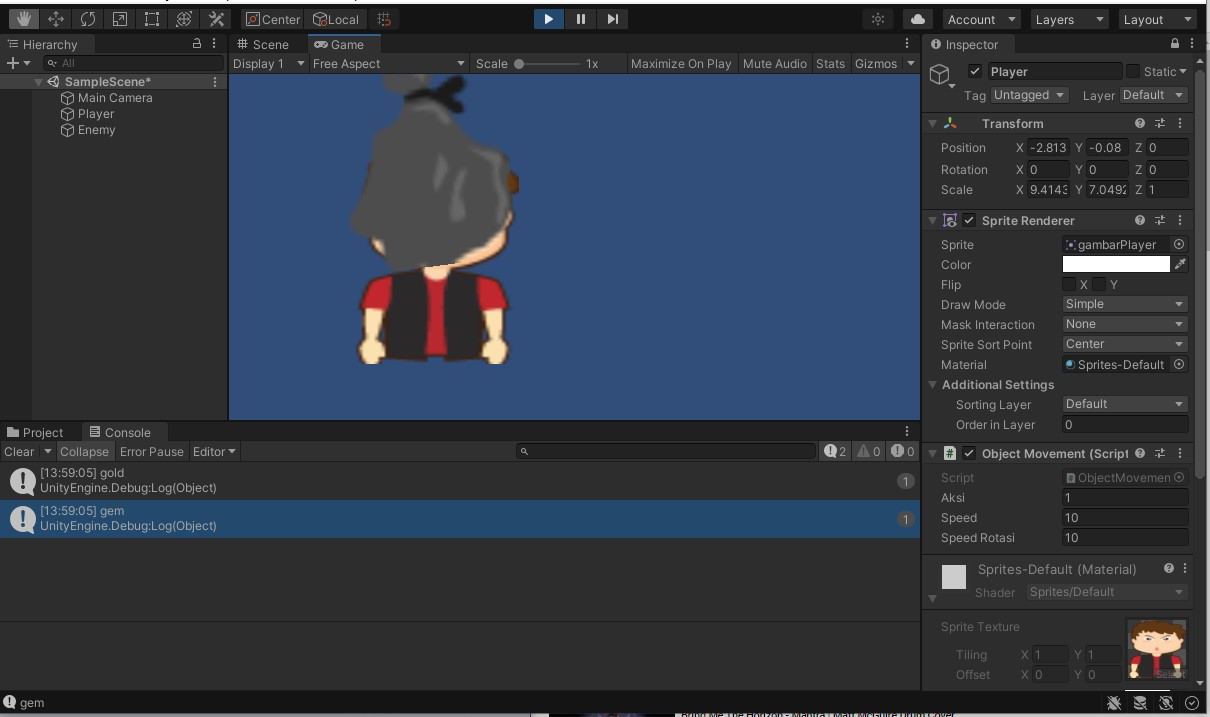 Center
Local
Account
Layers
Layout
Hierarchy
All
SampleScene*
Main Camera
Player
Enemy
Scene
Game
Display 1
Free Aspect
Scale
1x
Maximize On Play
Mute Audio
Stats
Gizmos
Project
Console
Clear
Collapse
Error Pause
Editor
2
0
0
[13:59:05] gold
UnityEngine.Debug:Log(Object)
1
[13:59:05] gem
UnityEngine.Debug:Log(Object)
1
Inspector
Player
Static
Tag Untagged Layer Default
Transform
Position X -2.813 Y -0.08 Z 0
Rotation X 0 Y 0 Z 0
Scale X 9.4143 Y 7.0492 Z 1
Sprite Renderer
Sprite gambarPlayer
Color
Flip X Y
Draw Mode Simple
Mask Interaction None
Sprite Sort Point Center
Material Sprites-Default
Additional Settings
Sorting Layer Default
Order in Layer 0
# Object Movement (Script
Script ObjectMovemen
Aksi 1
Speed 10
Speed Rotasi 10
Sprites-Default (Material)
Shader Sprites/Default
Sprite Texture
Tiling X 1 Y 1
Offset X 0 Y 0
Select
gem